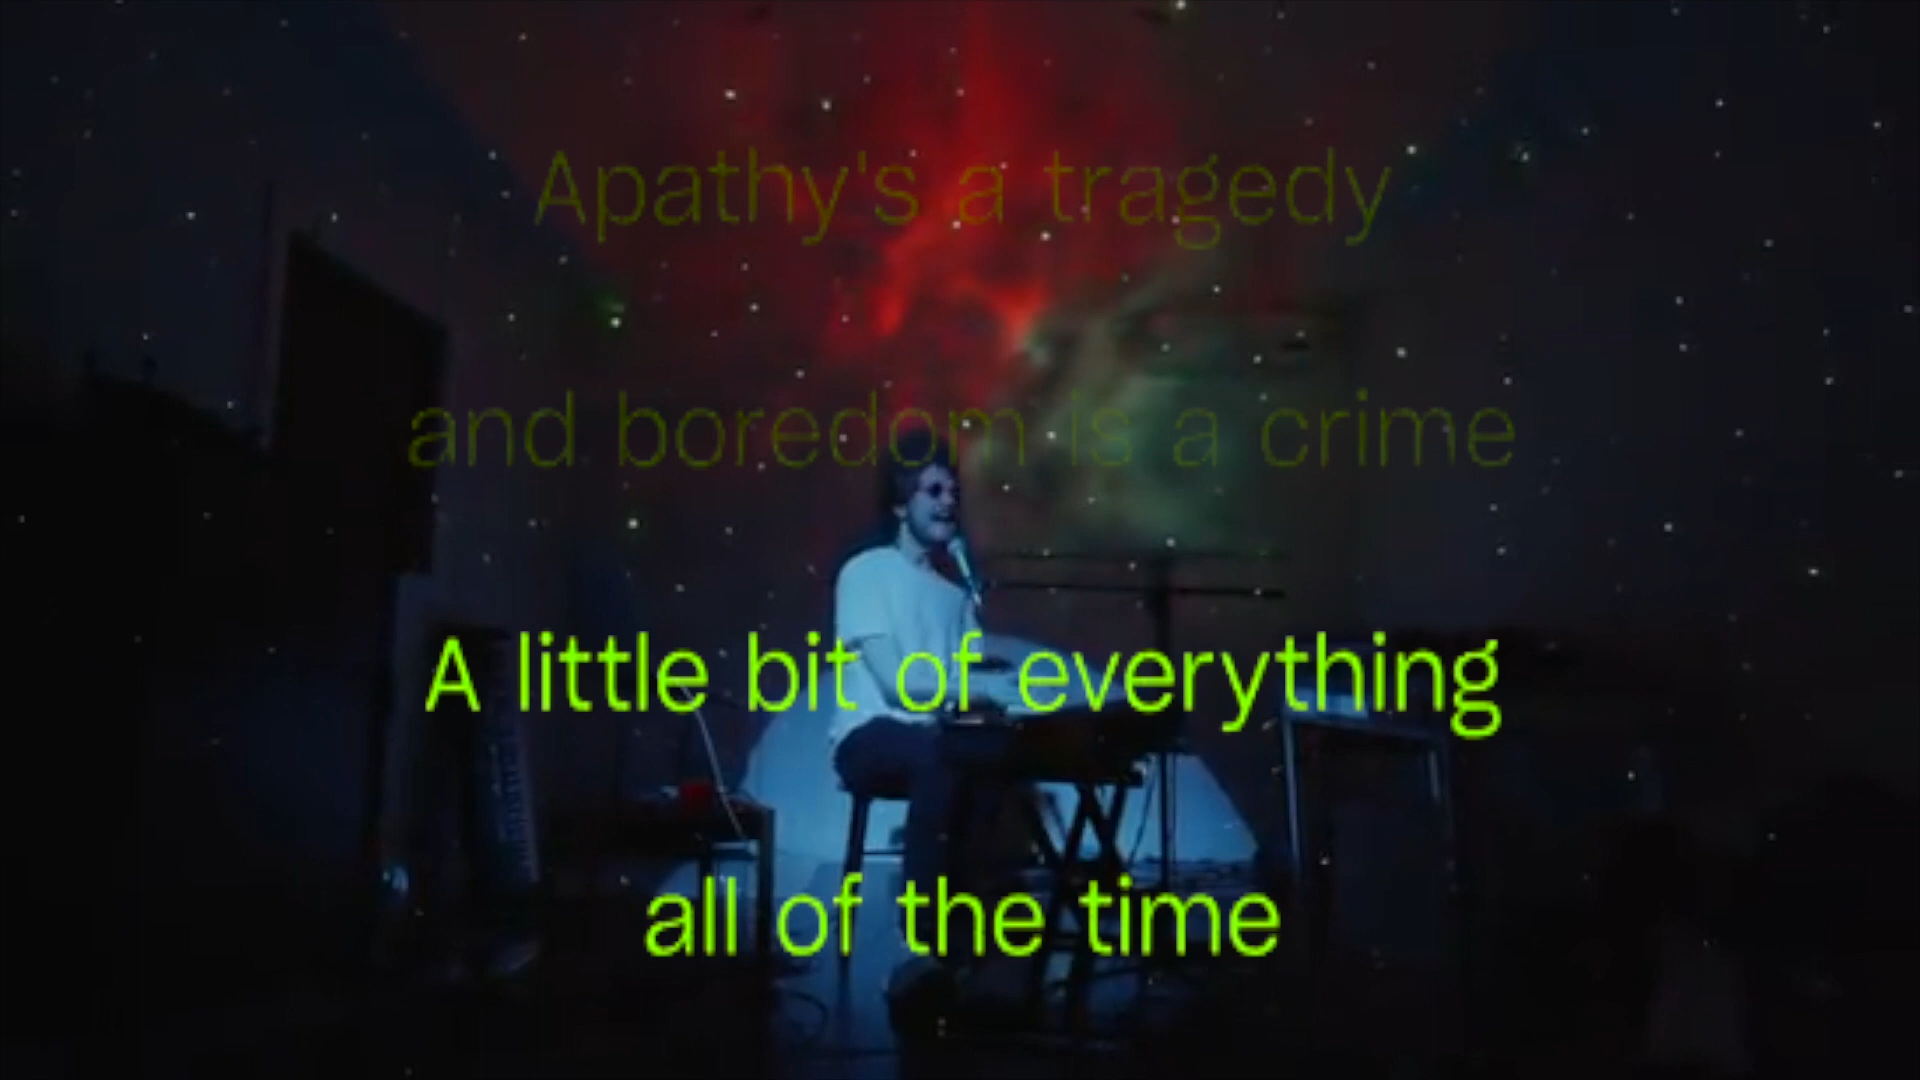 Apathy's a tragedy
and boredom is a crime
A little bit of everything
all of the time